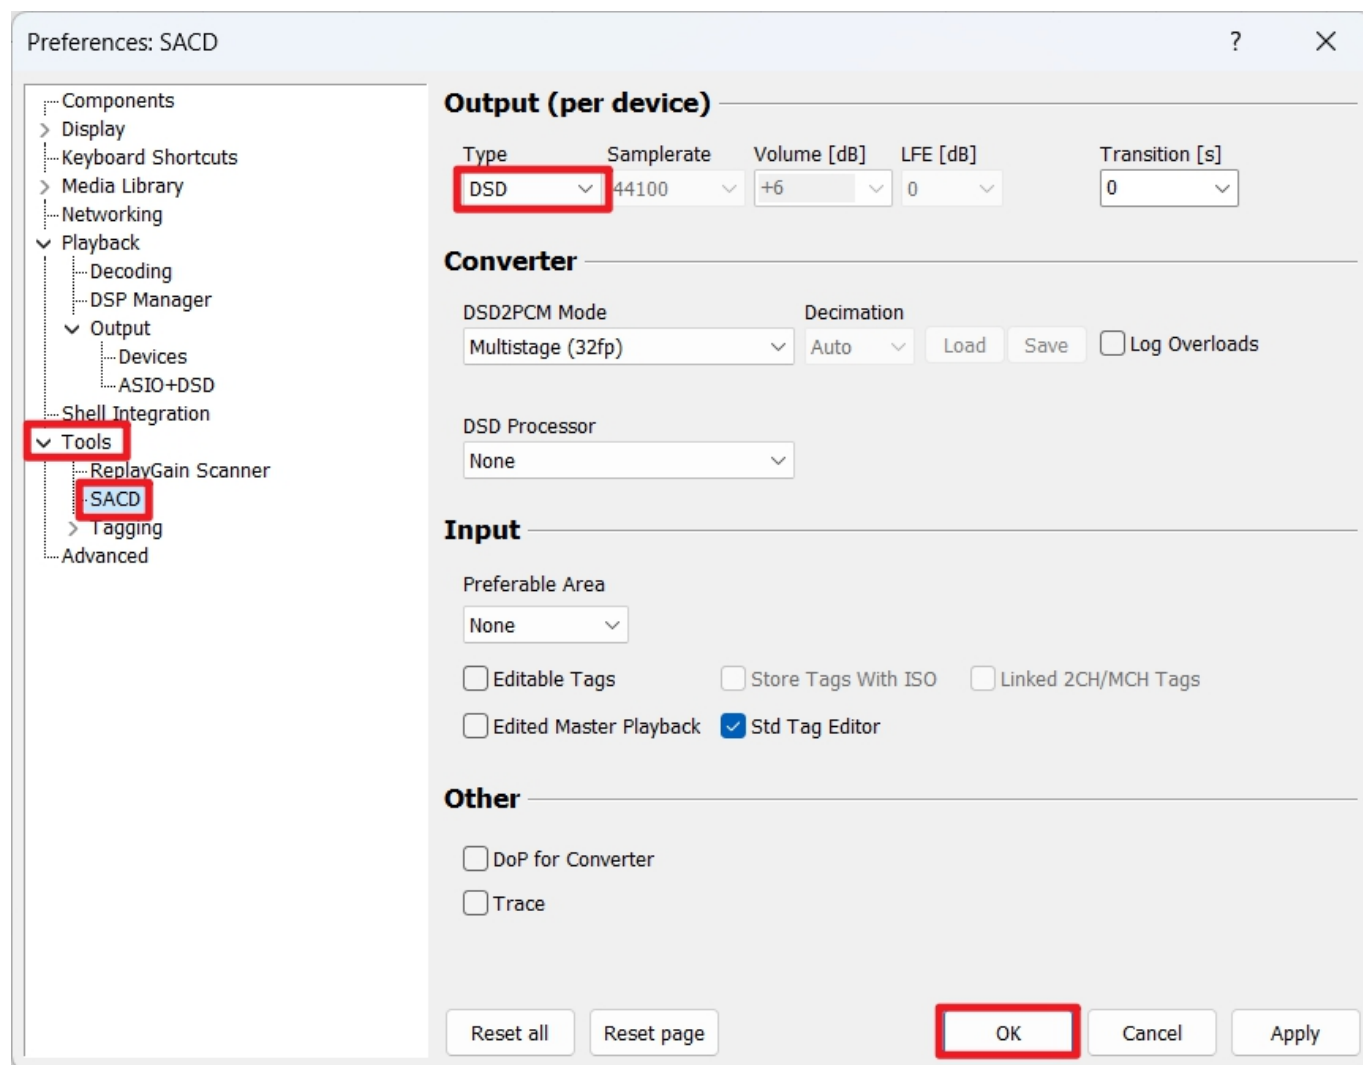 Preferences: SACD
?
Components
Display
Keyboard Shortcuts
Media Library
Networking
Playback
Decoding
DSP Manager
Output
Devices
ASIO+DSD
Shell Integration
Tools
ReplayGain Scanner
SACD
Tagging
Advanced
Output (per device)
Type Samplerate Volume [dB] LFE [dB] Transition [s]
DSD 44100 +6 0 0
Converter
DSD2PCM Mode Decimation
Multistage (32fp) Auto Load Save Log Overloads
DSD Processor
None
Input
Preferable Area
None
Editable Tags Store Tags With ISO Linked 2CH/MCH Tags
Edited Master Playback Std Tag Editor
Other
DoP for Converter
Trace
Reset all Reset page OK Cancel Apply